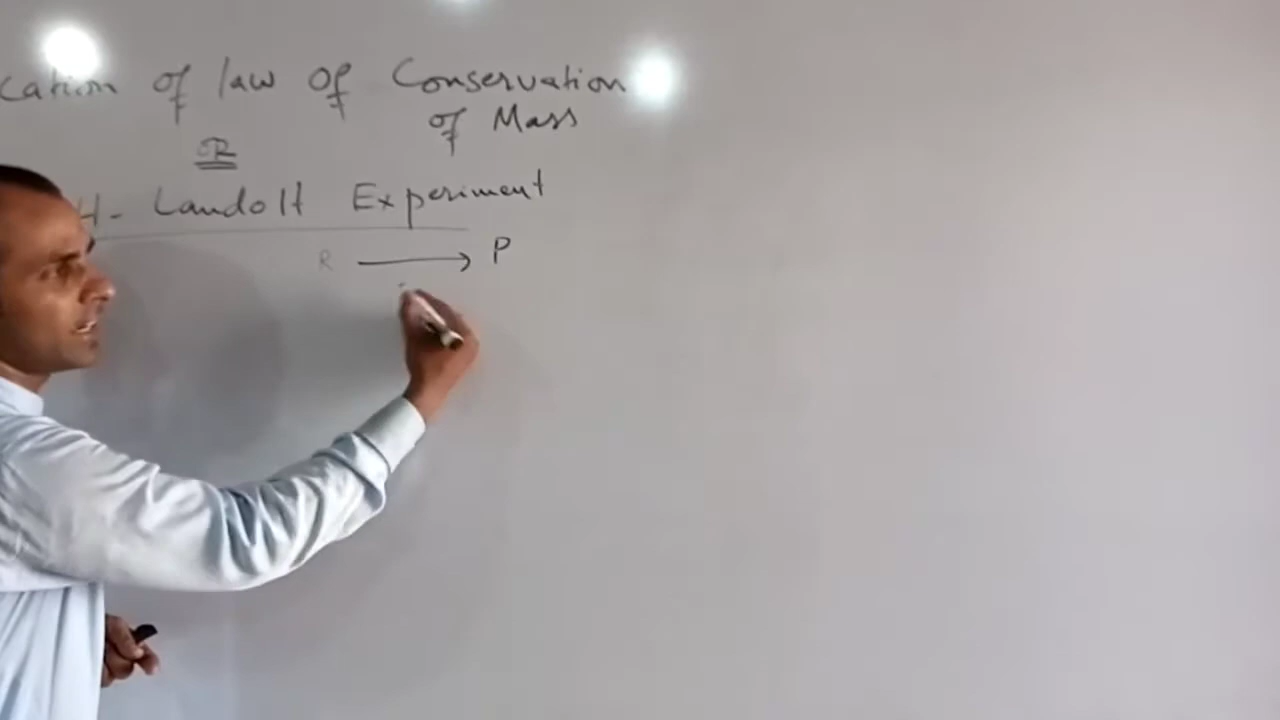 cation of law of Conservation
of Mass
OR
H- Landolt Experiment
R → P